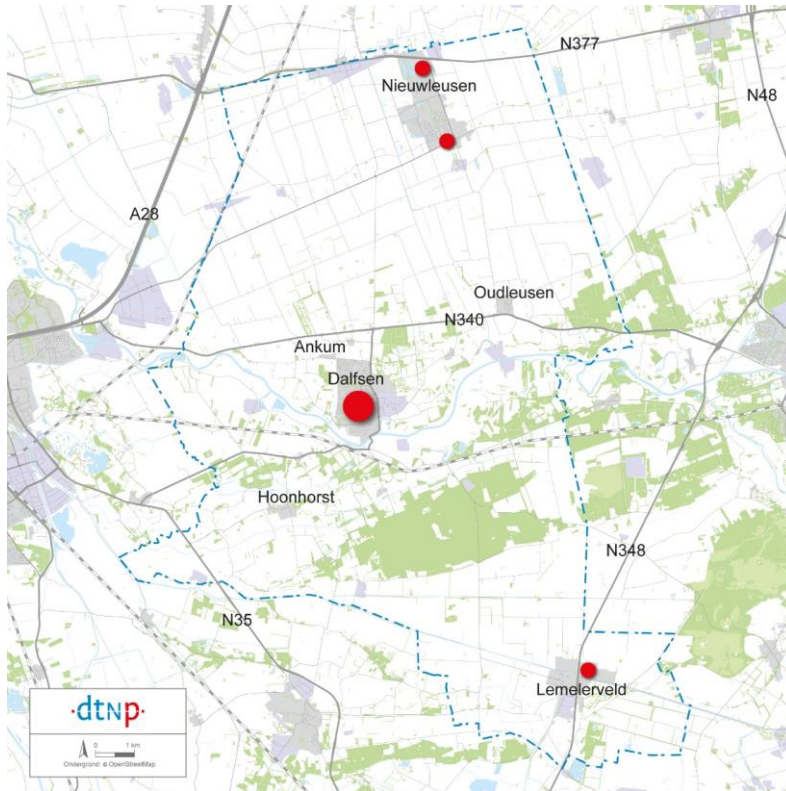 N377
Nieuwleusen
N48
A28
Oudleusen
N340
Ankum
Dalfsen
Hoonhorst
N348
N35
Lemelerveld
·dtNp·
0 1 km
Ondergrond: © OpenStreetMap